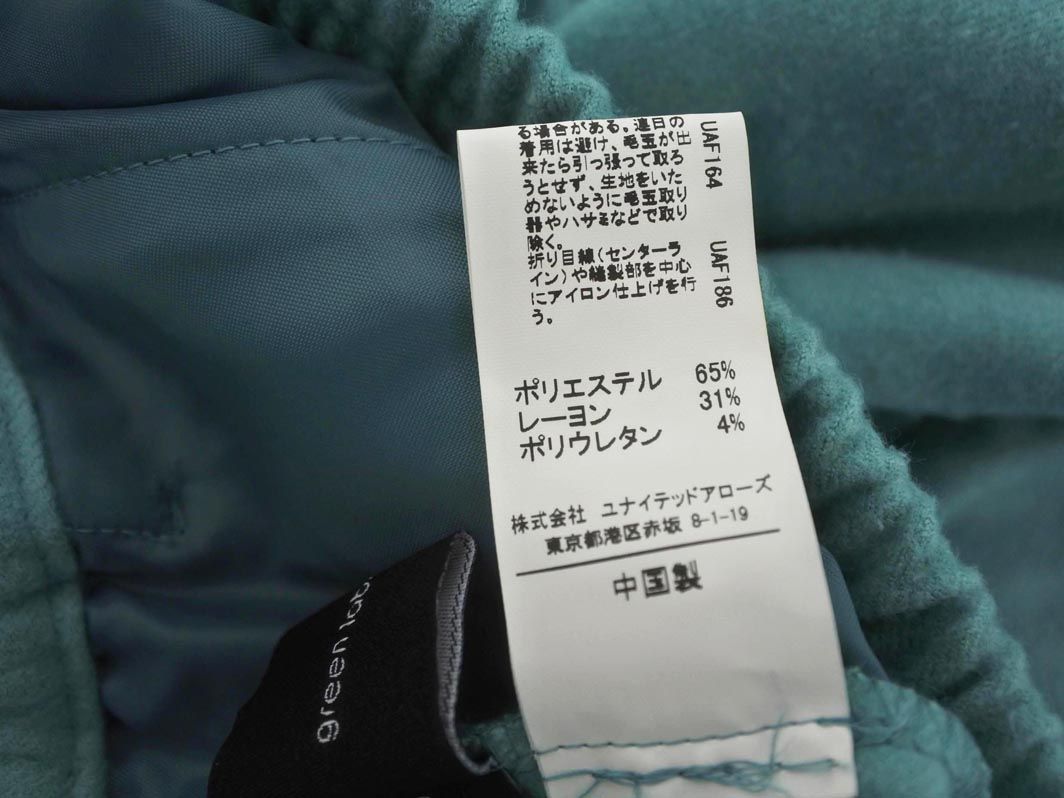 る場合がある。連日の
着用は避け、毛玉が出
来たら引っ張って取ろ
うとせず、生地をいた
めないように毛玉取り
器やハサミなどで取り
除く。
折り目線(センターラ
イン)や縫製部を中心
にアイロン仕上げを行
う。
UAF164
UAF186
ポリエステル 65%
レーヨン 31%
ポリウレタン 4%
株式会社 ユナイテッドアローズ
東京都港区赤坂 8-1-19
中国製
green